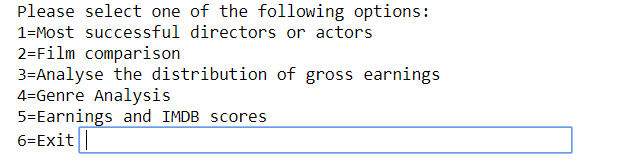 Please select one of the following options:
1=Most successful directors or actors
2=Film comparison
3=Analyse the distribution of gross earnings
4=Genre Analysis
5=Earnings and IMDB scores
6=Exit